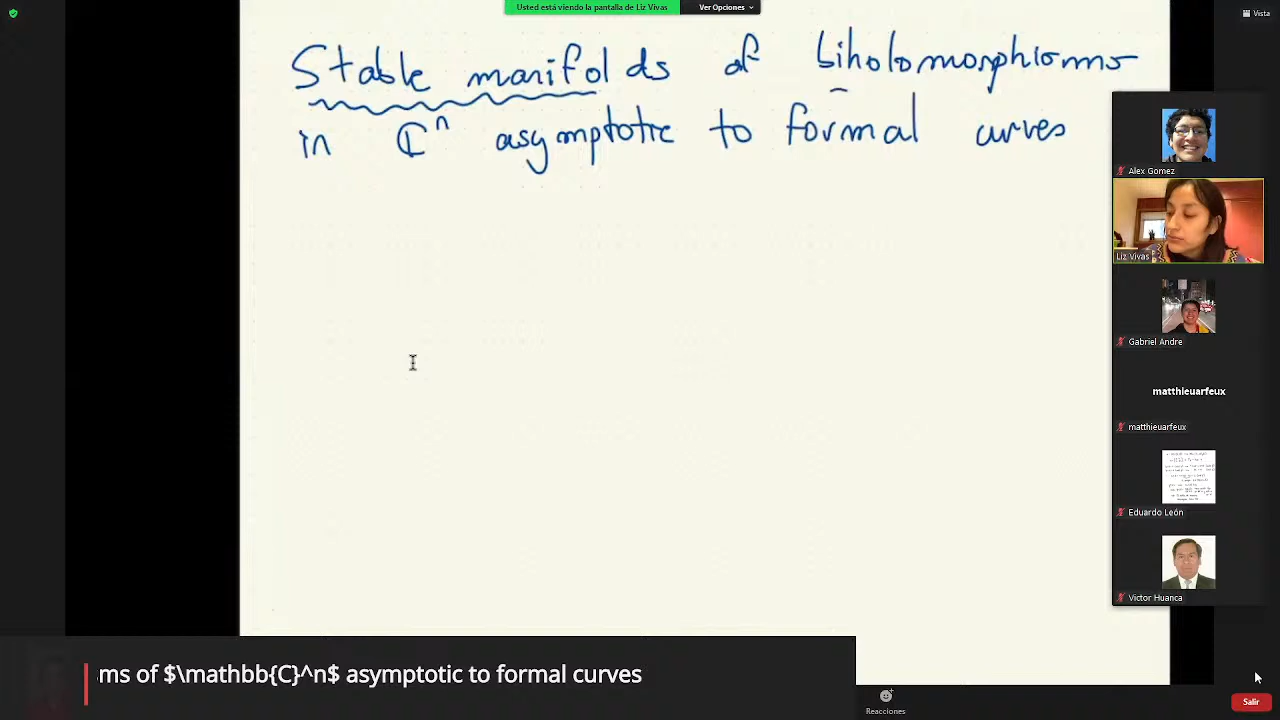 Usted está viendo la pantalla de Liz Vivas
Ver Opciones
Vista
Stable manifolds of biholomorphisms
in ℂⁿ asymptotic to formal curves
Alex Gomez
Liz Vivas
Gabriel Andre
matthieuarfeux
matthieuarfeux
Eduardo León
Victor Huanca
ms of $\mathbb{C}^n$ asymptotic to formal curves
Reacciones
Salir